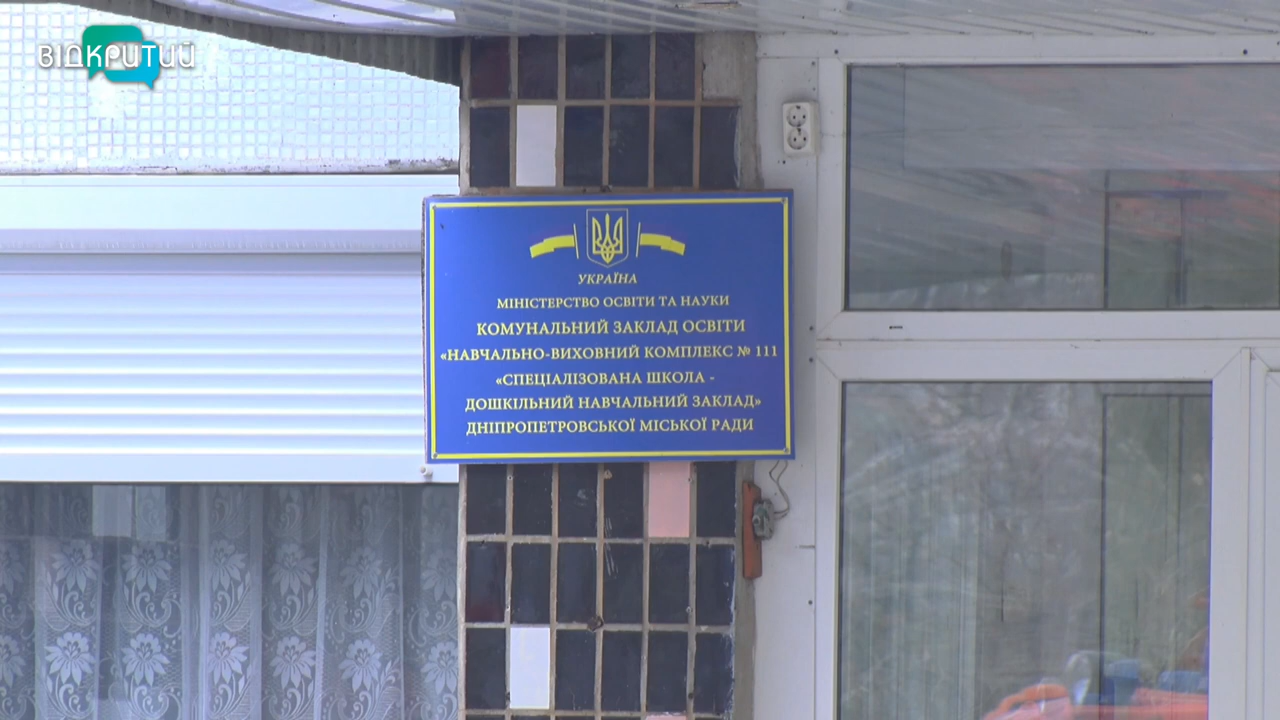 ВІДКРИТИЙ
УКРАЇНА
МІНІСТЕРСТВО ОСВІТИ ТА НАУКИ
КОМУНАЛЬНИЙ ЗАКЛАД ОСВІТИ
«НАВЧАЛЬНО-ВИХОВНИЙ КОМПЛЕКС № 111
«СПЕЦІАЛІЗОВАНА ШКОЛА -
ДОШКІЛЬНИЙ НАВЧАЛЬНИЙ ЗАКЛАД»
ДНІПРОПЕТРОВСЬКОЇ МІСЬКОЇ РАДИ